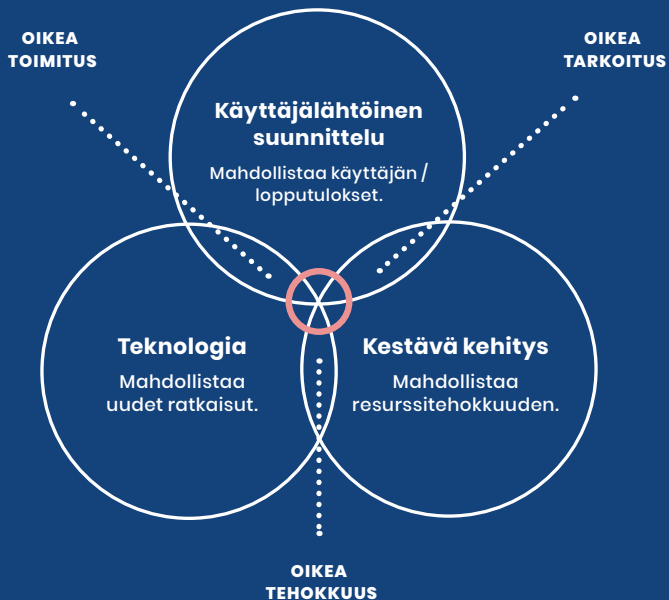 OIKEA
TOIMITUS
OIKEA
TARKOITUS
Käyttäjälähtöinen
suunnittelu
Mahdollistaa käyttäjän /
lopputulokset.
Teknologia
Mahdollistaa
uudet ratkaisut.
Kestävä kehitys
Mahdollistaa
resurssitehokkuuden.
OIKEA
TEHOKKUUS